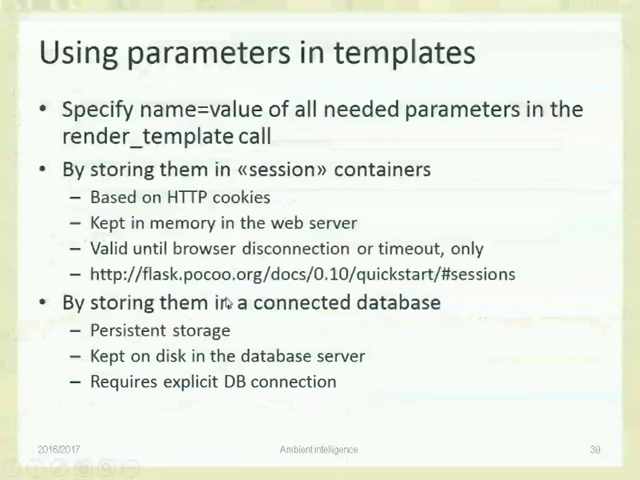 Using parameters in templates
• Specify name=value of all needed parameters in the
render_template call
• By storing them in «session» containers
– Based on HTTP cookies
– Kept in memory in the web server
– Valid until browser disconnection or timeout, only
– http://flask.pocoo.org/docs/0.10/quickstart/#sessions
• By storing them in a connected database
– Persistent storage
– Kept on disk in the database server
– Requires explicit DB connection
2016/2017
Ambient intelligence
39